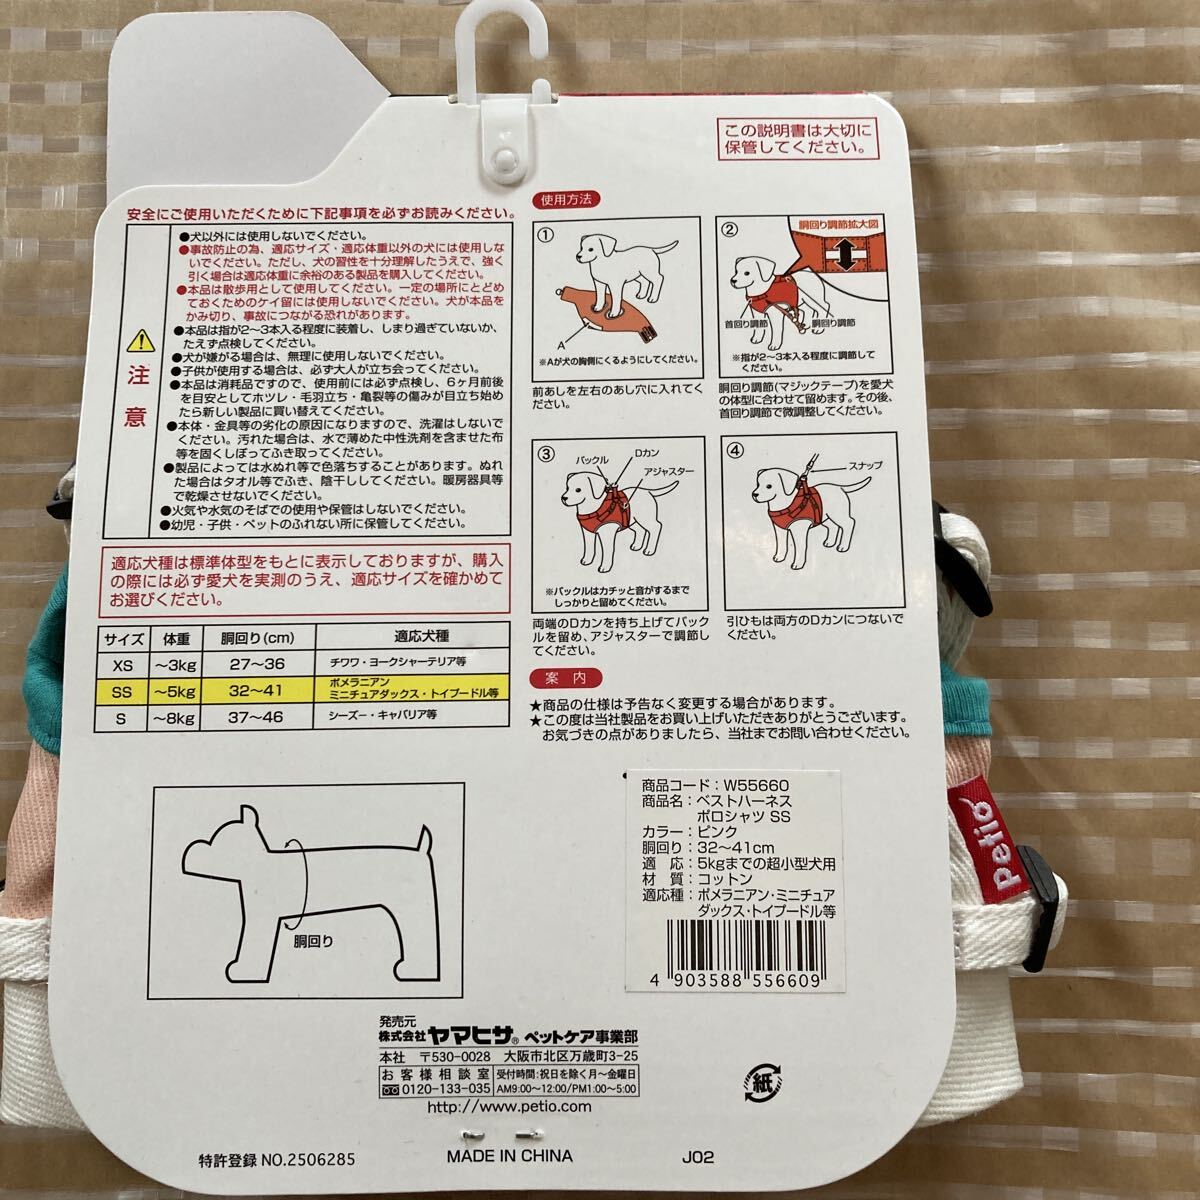 この説明書は大切に
保管してください。
安全にご使用いただくために下記事項を必ずお読みください。
注意
●犬以外には使用しないでください。
●事故防止の為、適応サイズ・適応体重以外の犬には使用しな
いでください。ただし、犬の習性を十分理解したうえで、強く
引く場合は適応体重に余裕のある製品を購入してください。
●本品は散歩用として使用してください。一定の場所にとどめ
ておくためのケイ留には使用しないでください。犬が本品を
かみ切り、事故につながる恐れがあります。
●本品は指が2〜3本入る程度に装着し、しまり過ぎていないか、
たえず点検してください。
●犬が嫌がる場合は、無理に使用しないでください。
●子供が使用する場合は、必ず大人が立ち会ってください。
●本品は消耗品ですので、使用前には必ず点検し、6ヶ月前後
を目安としてホツレ・毛羽立ち・亀裂等の傷みが目立ち始め
たら新しい製品に買い替えてください。
●本体・金具等の劣化の原因になりますので、洗濯はしないでく
ださい。汚れた場合は、水で薄めた中性洗剤を含ませた布
等を固くしぼってふき取ってください。
●製品によっては水ぬれ等で色落ちすることがあります。ぬれ
た場合はタオル等でふき、陰干ししてください。暖房器具等
で乾燥させないでください。
●火気や水気のそばでの使用や保管はしないでください。
●幼児・子供・ペットのふれない所に保管してください。
適応犬種は標準体型をもとに表示しておりますが、購入
の際には必ず愛犬を実測のうえ、適応サイズを確かめて
お選びください。
サイズ 体重 胴回り(cm) 適応犬種
XS 〜3kg 27〜36 チワワ・ヨークシャーテリア等
SS 〜5kg 32〜41 ポメラニアン
ミニチュアダックス・トイプードル等
S 〜8kg 37〜46 シーズー・キャバリア等
胴回り
使用方法
①
A
※Aが犬の胸側にくるようにしてください。
前あしを左右のあし穴に入れてく
ださい。
②
胴回り調節拡大図
首回り調節 胴回り調節
※指が2〜3本入る程度に調節して
ください。
胴回り調節(マジックテープ)を愛犬
の体型に合わせて留めます。その後、
首回り調節で微調整してください。
③
バックル Dカン
アジャスター
※バックルはカチッと音がするまで
しっかりと留めてください。
両端のDカンを持ち上げてバック
ルを留め、アジャスターで調節し
てください。
④
スナップ
引ひもは両方のDカンにつないで
ください。
案内
★商品の仕様は予告なく変更する場合があります。
★この度は当社製品をお買い上げいただきありがとうございます。
お気づきの点がありましたら、当社までお問い合わせください。
商品コード：W55660
商品名：ベストハーネス
ポロシャツ SS
カラー：ピンク
胴回り：32〜41cm
適応：5kgまでの超小型犬用
材質：コットン
適応種：ポメラニアン・ミニチュア
ダックス・トイプードル等
4 903588 556609
Petio
発売元
株式会社 ヤマヒサ® ペットケア事業部
本社 〒530-0028 大阪市北区万歳町3-25
お客様相談室 受付時間：祝日を除く月〜金曜日
0120-133-035 AM9:00〜12:00/PM1:00〜5:00
http://www.petio.com
紙
特許登録 NO.2506285 MADE IN CHINA J02